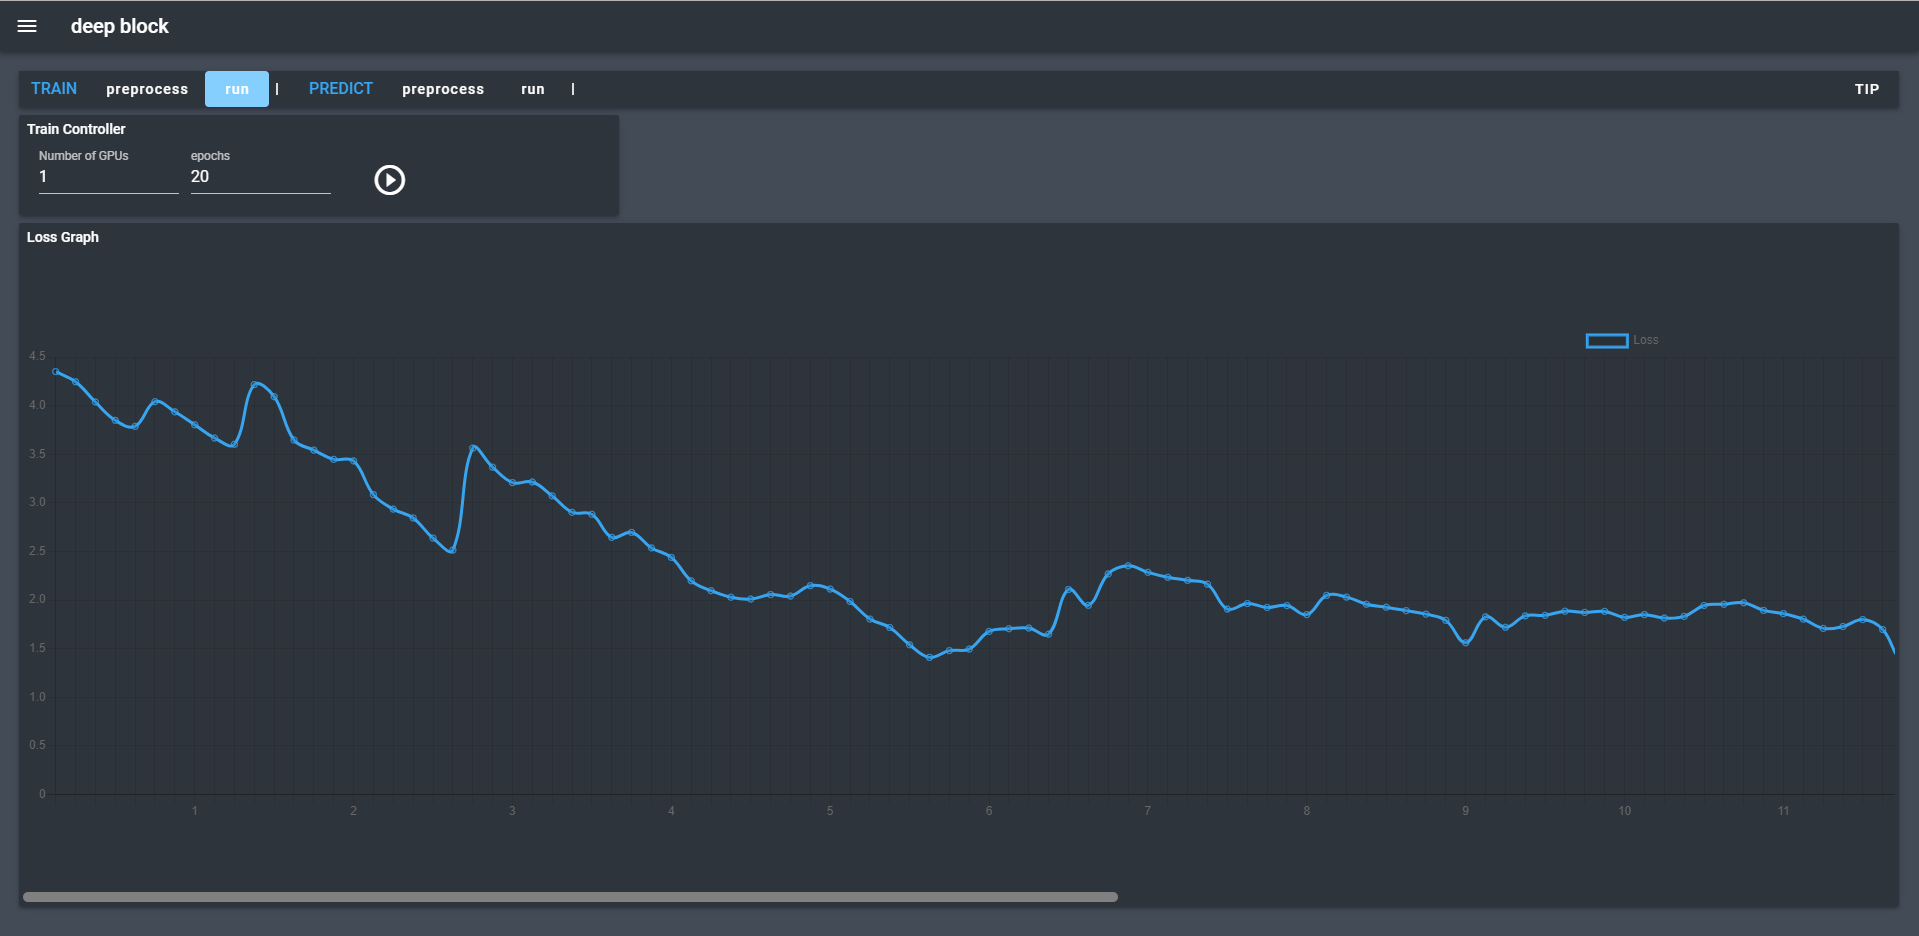 deep block
TRAIN preprocess run | PREDICT preprocess run | TIP
Train Controller
Number of GPUs epochs
1 20
Loss Graph
Loss
4.5
4.0
3.5
3.0
2.5
2.0
1.5
1.0
0.5
0
1 2 3 4 5 6 7 8 9 10 11